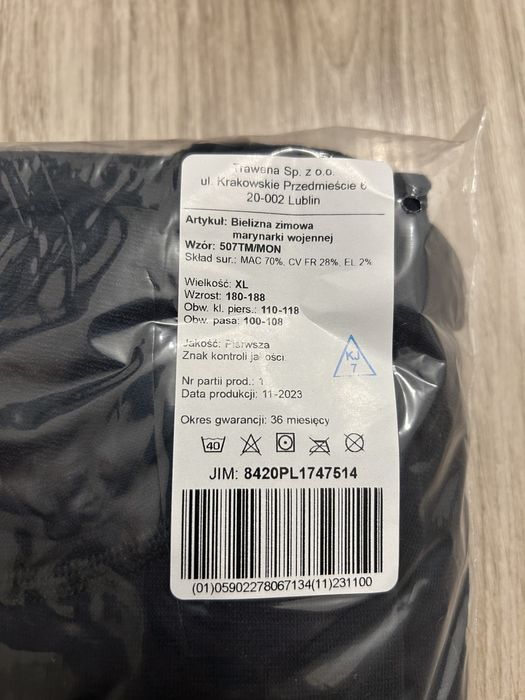 Trawena Sp. z o.o.
ul. Krakowskie Przedmieście 6
20-002 Lublin
Artykuł: Bielizna zimowa
marynarki wojennej
Wzór: 507TM/MON
Skład sur.: MAC 70%, CV FR 28%, EL 2%
Wielkość: XL
Wzrost: 180-188
Obw. kl. piers.: 110-118
Obw. pasa: 100-108
Jakość: Pierwsza
Znak kontroli jakości:
KJ
7
Nr partii prod.: 1
Data produkcji: 11-2023
Okres gwarancji: 36 miesięcy
40
JIM: 8420PL1747514
(01)05902278067134(11)231100